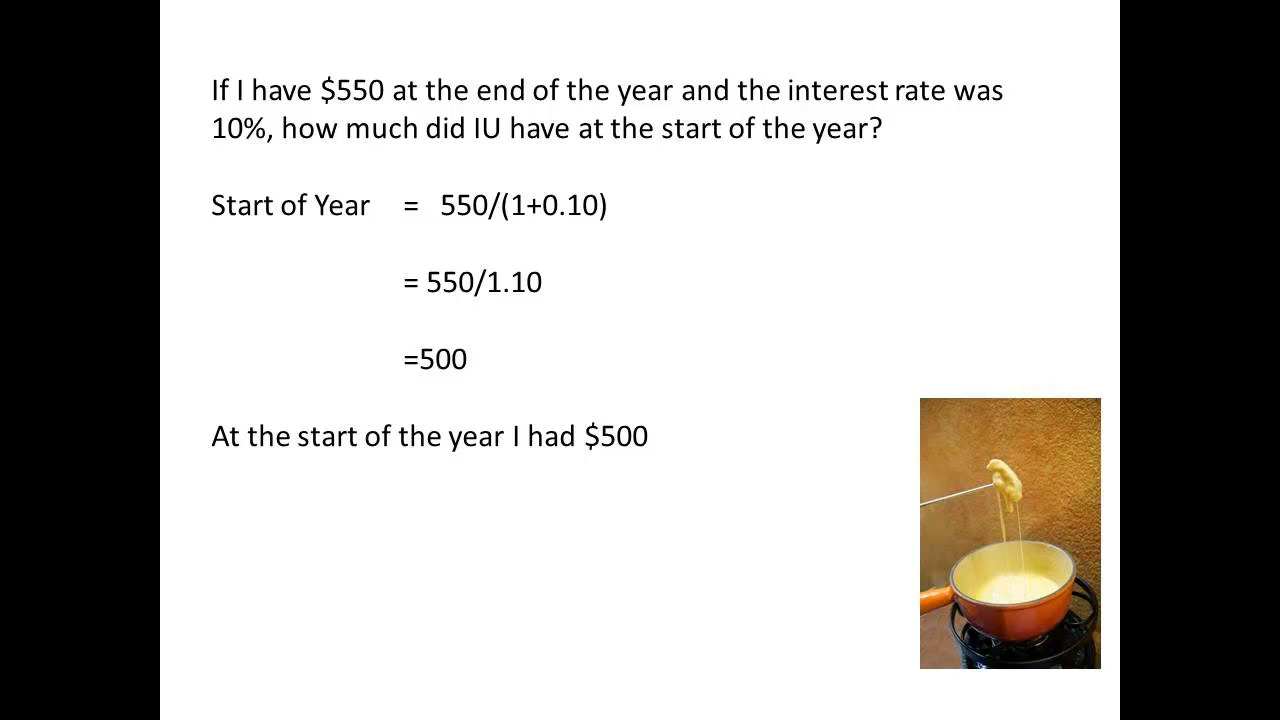 If I have $550 at the end of the year and the interest rate was
10%, how much did IU have at the start of the year?
Start of Year = 550/(1+0.10)
= 550/1.10
=500
At the start of the year I had $500